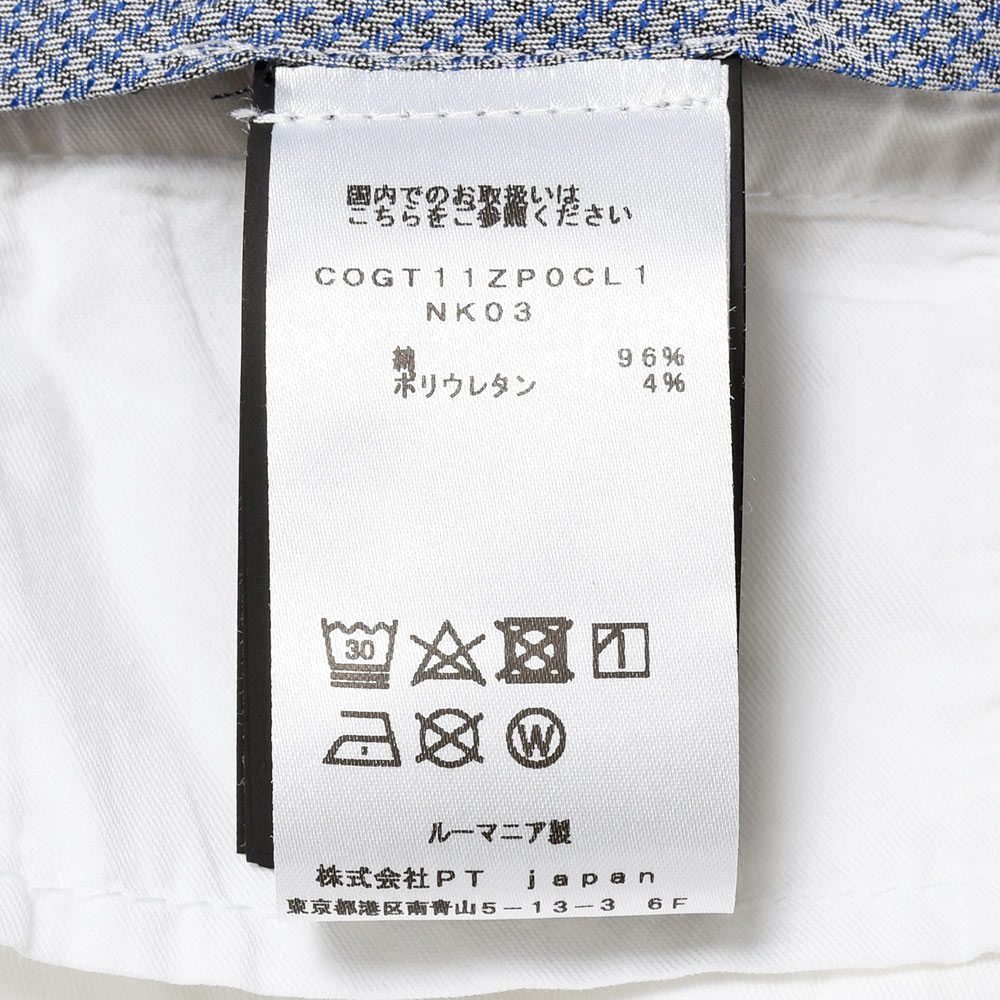 国内でのお取扱いは
こちらをご参照ください
COGT11ZP0CL1
NK03
綿 96%
ポリウレタン 4%
30
W
ルーマニア製
株式会社PT japan
東京都港区南青山5-13-3 6F